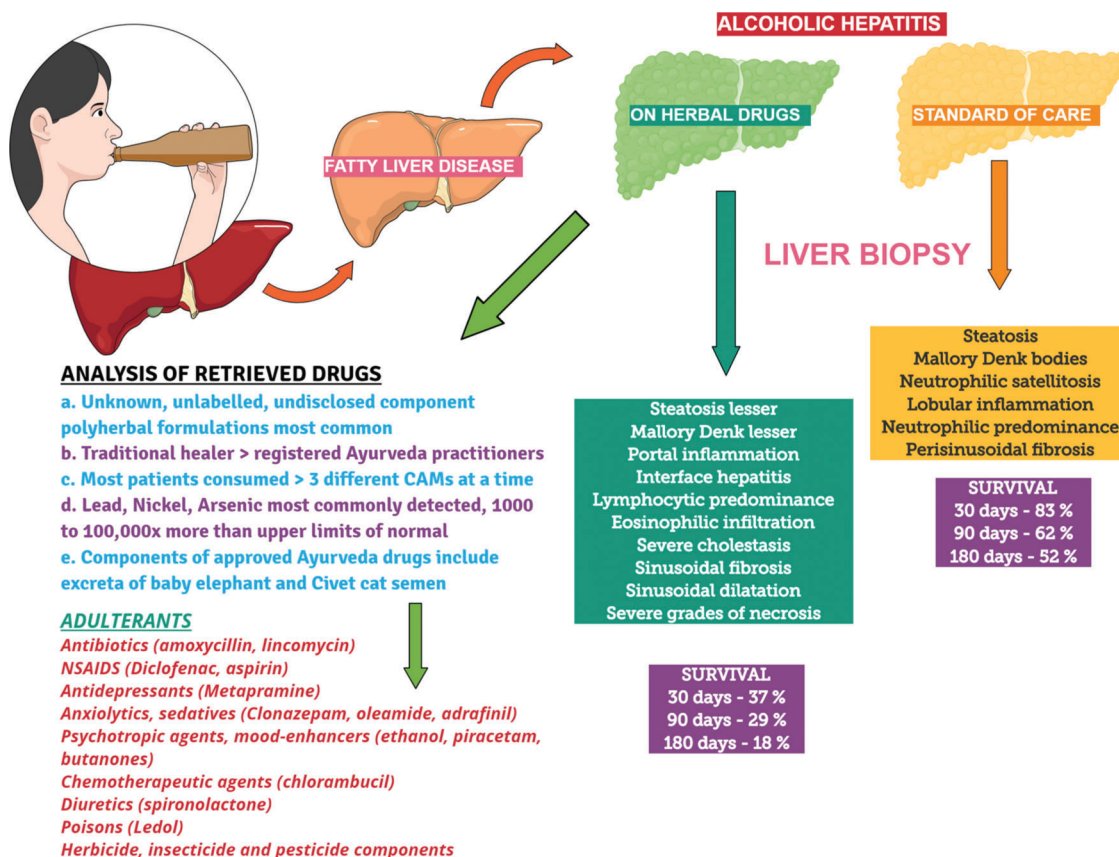 ALCOHOLIC HEPATITIS
FATTY LIVER DISEASE
ON HERBAL DRUGS
STANDARD OF CARE
LIVER BIOPSY
ANALYSIS OF RETRIEVED DRUGS
a. Unknown, unlabelled, undisclosed component
polyherbal formulations most common
b. Traditional healer > registered Ayurveda practitioners
c. Most patients consumed > 3 different CAMs at a time
d. Lead, Nickel, Arsenic most commonly detected, 1000
to 100,000x more than upper limits of normal
e. Components of approved Ayurveda drugs include
excreta of baby elephant and Civet cat semen
ADULTERANTS
Antibiotics (amoxycillin, lincomycin)
NSAIDS (Diclofenac, aspirin)
Antidepressants (Metapramine)
Anxiolytics, sedatives (Clonazepam, oleamide, adrafinil)
Psychotropic agents, mood-enhancers (ethanol, piracetam,
butanones)
Chemotherapeutic agents (chlorambucil)
Diuretics (spironolactone)
Poisons (Ledol)
Herbicide, insecticide and pesticide components
Steatosis lesser
Mallory Denk lesser
Portal inflammation
Interface hepatitis
Lymphocytic predominance
Eosinophilic infiltration
Severe cholestasis
Sinusoidal fibrosis
Sinusoidal dilatation
Severe grades of necrosis
SURVIVAL
30 days - 37 %
90 days - 29 %
180 days - 18 %
Steatosis
Mallory Denk bodies
Neutrophilic satellitosis
Lobular inflammation
Neutrophilic predominance
Perisinusoidal fibrosis
SURVIVAL
30 days - 83 %
90 days - 62 %
180 days - 52 %